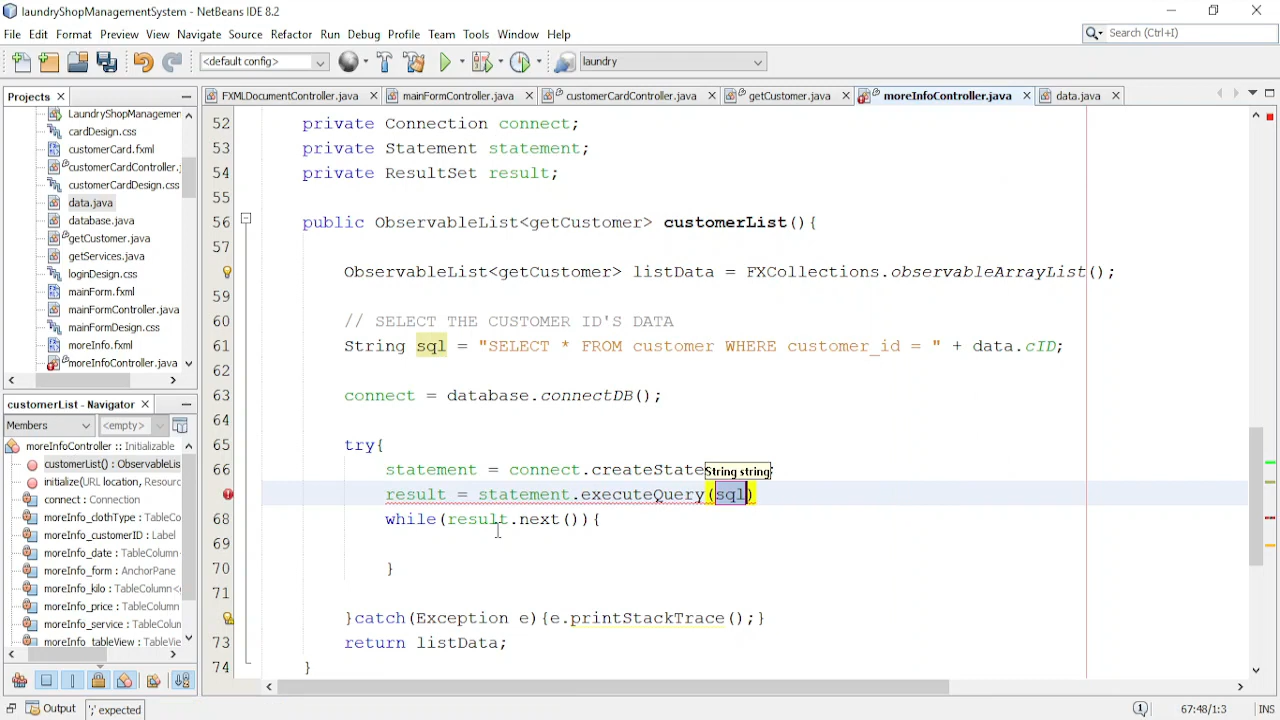 laundryShopManagementSystem - NetBeans IDE 8.2
File Edit Format Preview View Navigate Source Refactor Run Debug Profile Team Tools Window Help
Search (Ctrl+I)
<default config>
laundry
Projects
FXMLDocumentController.java
mainFormController.java
customerCardController.java
getCustomer.java
moreInfoController.java
data.java
LaundryShopManagemen
cardDesign.css
customerCard.fxml
customerCardController.j
customerCardDesign.css
data.java
database.java
getCustomer.java
getServices.java
loginDesign.css
mainForm.fxml
mainFormController.java
mainFormDesign.css
moreInfo.fxml
moreInfoController.java
customerList - Navigator
Members
<empty>
moreInfoController :: Initializable
customerList() : ObservableLis
initialize(URL location, Resourc
connect : Connection
moreInfo_clothType : TableCo
moreInfo_customerID : Label
moreInfo_date : TableColumn
moreInfo_form : AnchorPane
moreInfo_kilo : TableColumn<
moreInfo_price : TableColumn
moreInfo_service : TableColum
moreInfo_tableView : TableVie
52 private Connection connect;
53 private Statement statement;
54 private ResultSet result;
55
56 public ObservableList<getCustomer> customerList(){
57
ObservableList<getCustomer> listData = FXCollections.observableArrayList();
59
60 // SELECT THE CUSTOMER ID'S DATA
61 String sql = "SELECT * FROM customer WHERE customer_id = " + data.cID;
62
63 connect = database.connectDB();
64
65 try{
66 statement = connect.createState
String string
result = statement.executeQuery(sql)
68 while(result.next()){
69
70 }
71
}catch(Exception e){e.printStackTrace();}
73 return listData;
74 }
Output
';' expected
67:48/1:3
INS